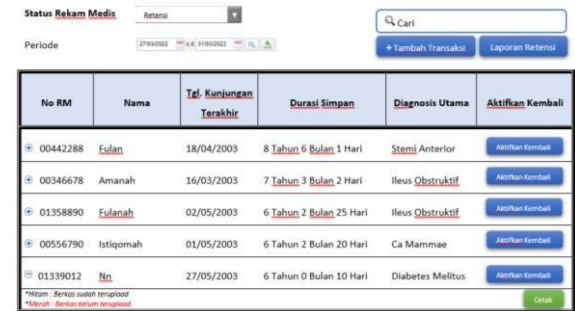 Status Rekam Medis Retensi
Cari
Periode 27/03/2022 s.d 31/03/2022
+Tambah Transaksi Laporan Retensi
No RM Nama Tgl. Kunjungan Terakhir Durasi Simpan Diagnosis Utama Aktifkan Kembali
00442288 Fulan 18/04/2003 8 Tahun 6 Bulan 1 Hari Stemi Anterior Aktifkan Kembali
00346678 Amanah 16/03/2003 7 Tahun 3 Bulan 2 Hari Ileus Obstruktif Aktifkan Kembali
01358890 Fulanah 02/05/2003 6 Tahun 2 Bulan 25 Hari Ileus Obstruktif Aktifkan Kembali
00556790 Istiqomah 01/05/2003 6 Tahun 2 Bulan 20 Hari Ca Mammae Aktifkan Kembali
01339012 Nn 27/05/2003 6 Tahun 0 Bulan 10 Hari Diabetes Melitus Aktifkan Kembali
*Hitam : Berkas sudah terupload
*Merah : Berkas belum terupload
Cetak